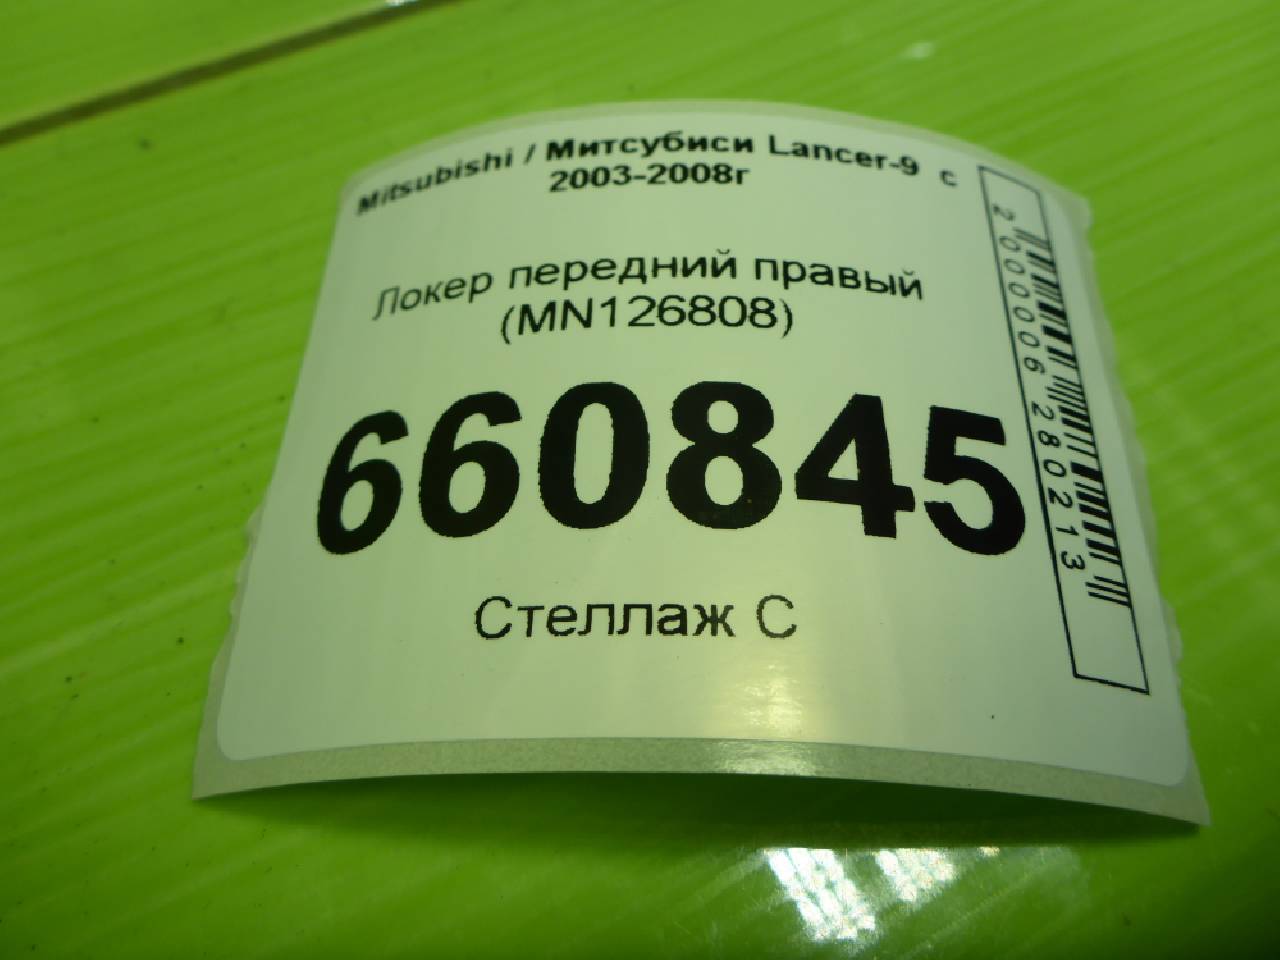 Mitsubishi / Митсубиси Lancer-9 с
2003-2008г
Локер передний правый
(MN126808)
660845
Стеллаж С
2000006280213